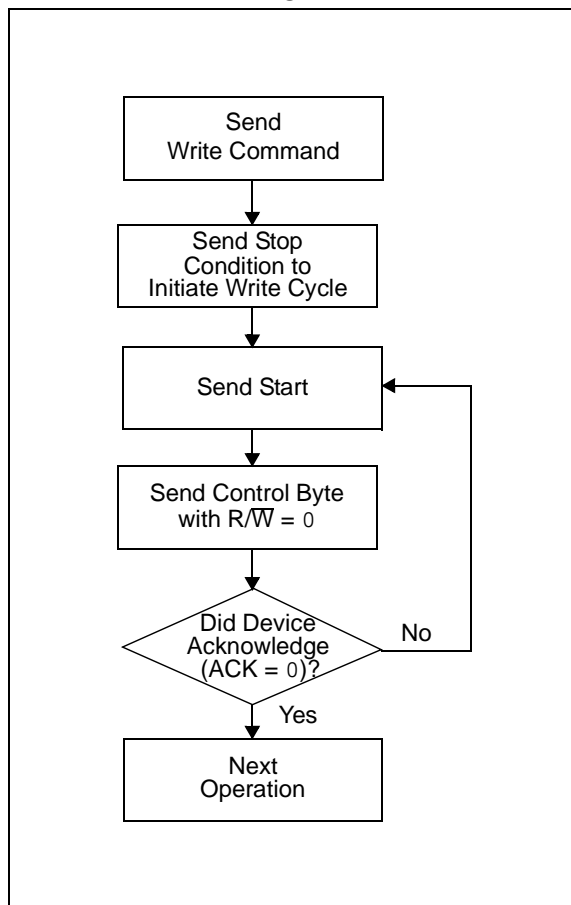 Send
Write Command
Send Stop
Condition to
Initiate Write Cycle
Send Start
Send Control Byte
with R/W̅ = 0
Did Device
Acknowledge
(ACK = 0)?
No
Yes
Next
Operation